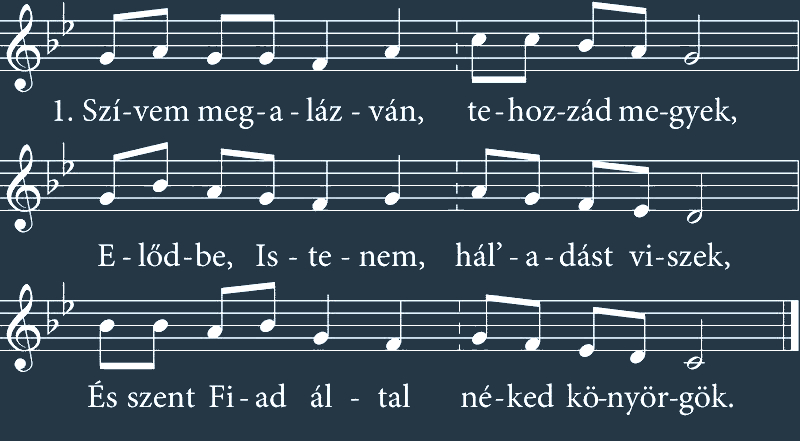 1. Szí-vem meg-a-láz-ván, te-hoz-zád me-gyek,
E-lőd-be, Is-te-nem, hál’-a-dást vi-szek,
És szent Fi-ad ál-tal né-ked kö-nyör-gök.